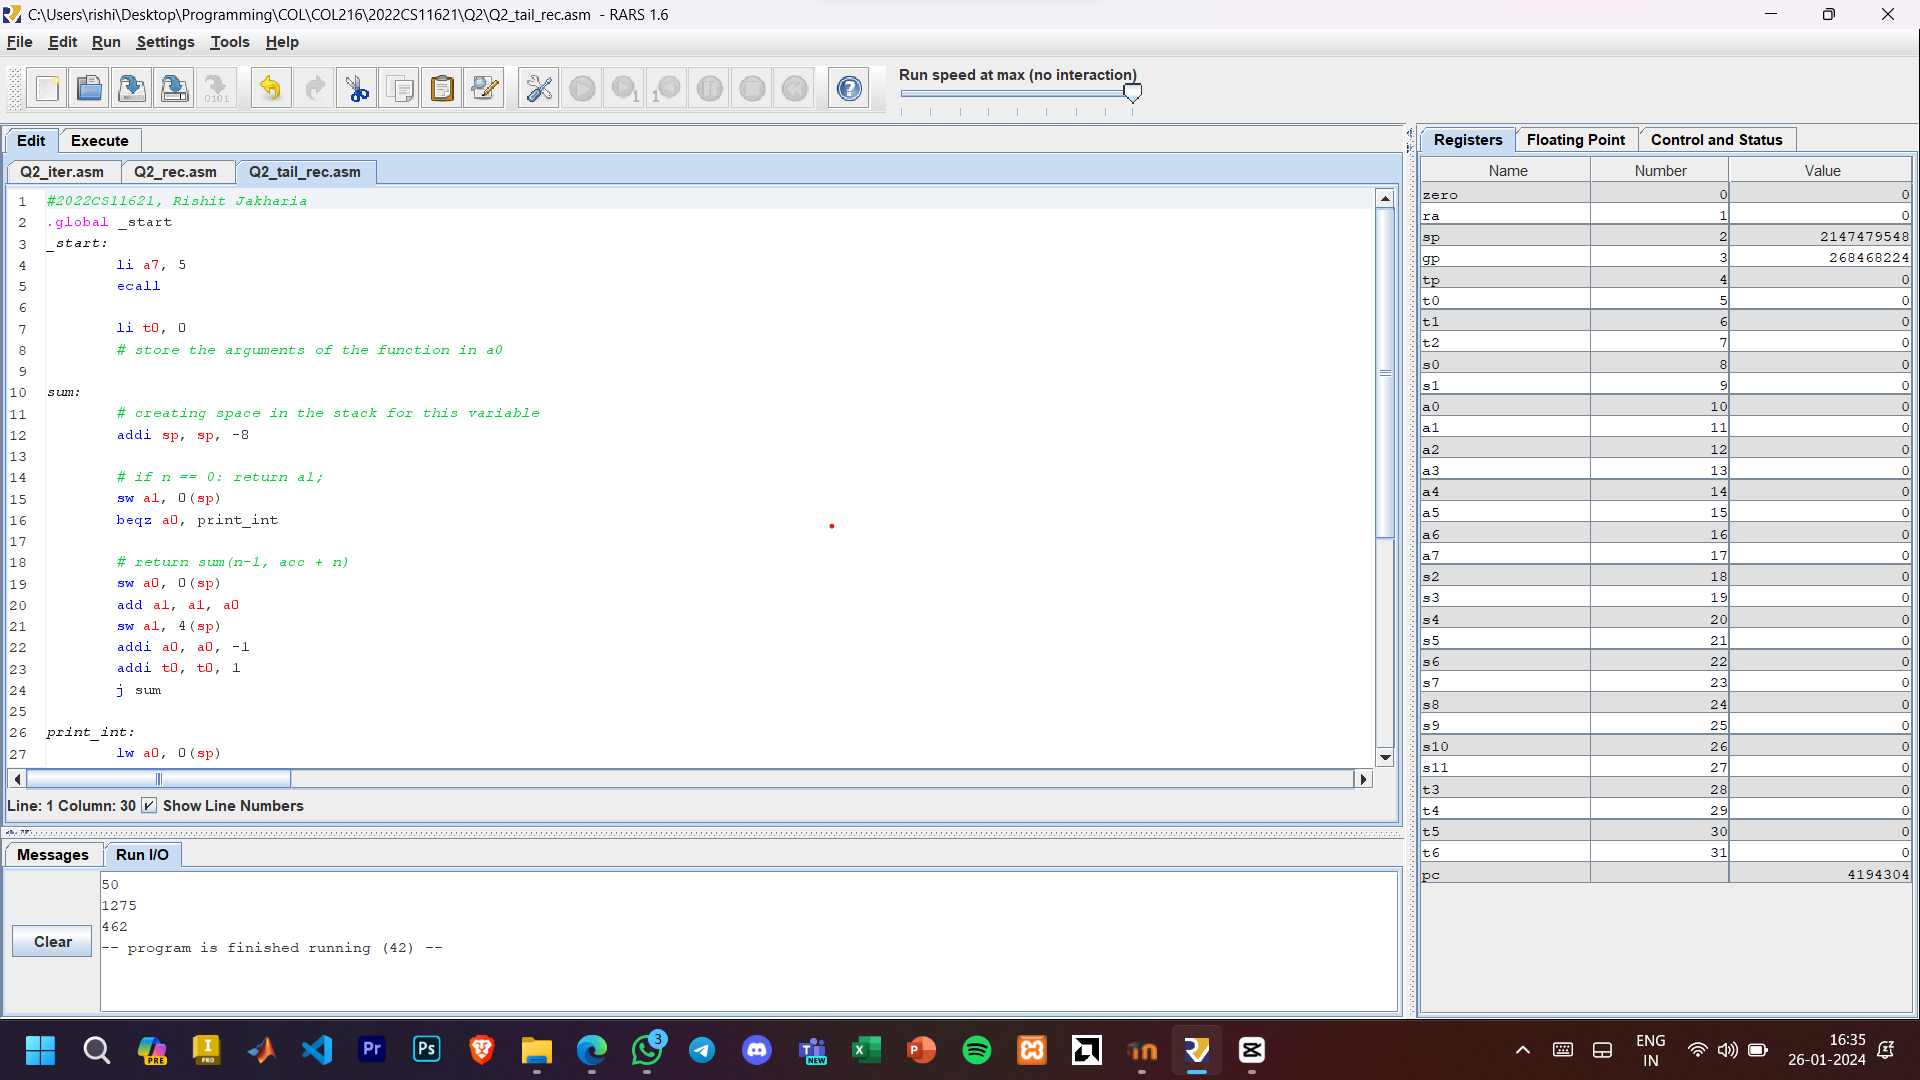 C:\Users\rishi\Desktop\Programming\COL\COL216\2022CS11621\Q2\Q2_tail_rec.asm - RARS 1.6
File Edit Run Settings Tools Help
Run speed at max (no interaction)
Edit Execute
Q2_iter.asm Q2_rec.asm Q2_tail_rec.asm
1 #2022CS11621, Rishit Jakharia
2 .global _start
3 _start:
4 li a7, 5
5 ecall
6
7 li t0, 0
8 # store the arguments of the function in a0
9
10 sum:
11 # creating space in the stack for this variable
12 addi sp, sp, -8
13
14 # if n == 0: return a1;
15 sw a1, 0(sp)
16 beqz a0, print_int
17
18 # return sum(n-1, acc + n)
19 sw a0, 0(sp)
20 add a1, a1, a0
21 sw a1, 4(sp)
22 addi a0, a0, -1
23 addi t0, t0, 1
24 j sum
25
26 print_int:
27 lw a0, 0(sp)
Line: 1 Column: 30 Show Line Numbers
Messages Run I/O
Clear
50
1275
462
-- program is finished running (42) --
Registers Floating Point Control and Status
Name Number Value
zero 0 0
ra 1 0
sp 2 2147479548
gp 3 268468224
tp 4 0
t0 5 0
t1 6 0
t2 7 0
s0 8 0
s1 9 0
a0 10 0
a1 11 0
a2 12 0
a3 13 0
a4 14 0
a5 15 0
a6 16 0
a7 17 0
s2 18 0
s3 19 0
s4 20 0
s5 21 0
s6 22 0
s7 23 0
s8 24 0
s9 25 0
s10 26 0
s11 27 0
t3 28 0
t4 29 0
t5 30 0
t6 31 0
pc 4194304
PRE I PRO Pr Ps 3 NEW
ENG
IN
16:35
26-01-2024